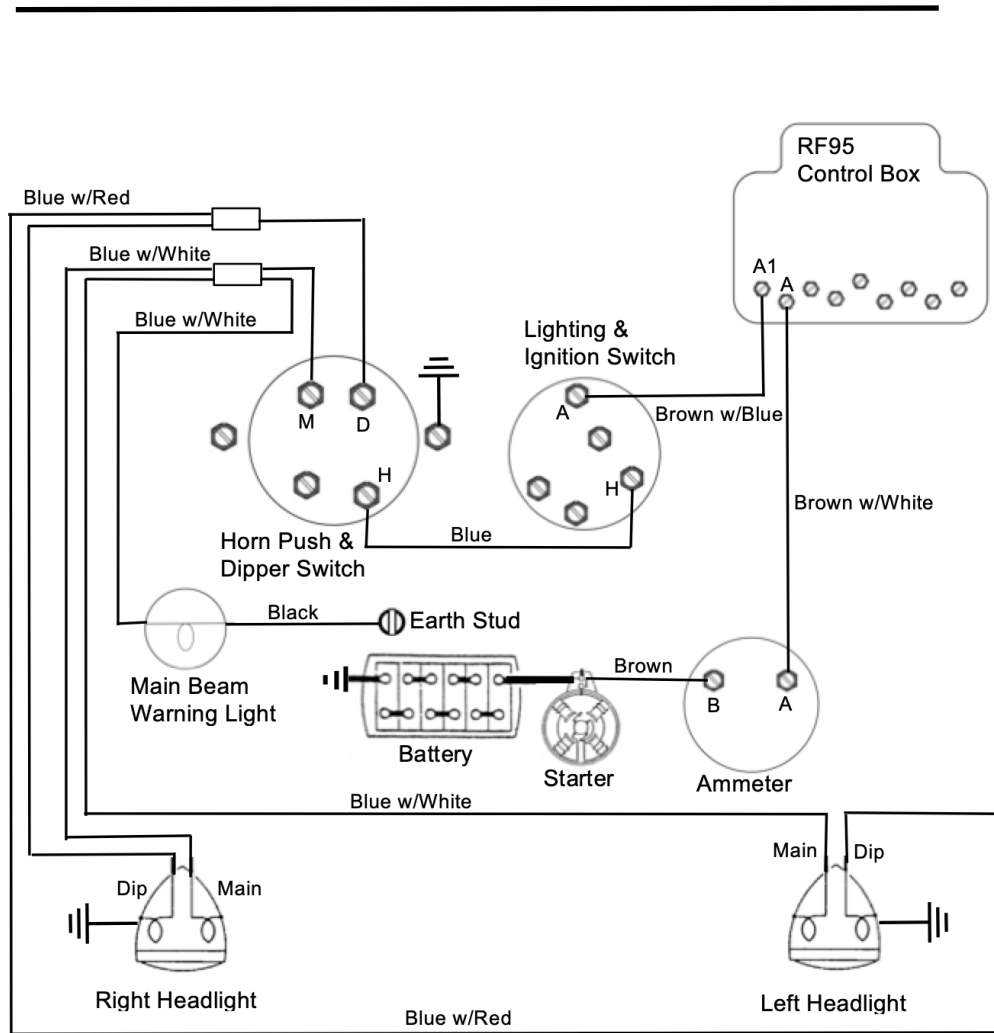 RF95
Control Box
Blue w/Red
Blue w/White
A1
A
Blue w/White
Lighting &
Ignition Switch
A
Brown w/Blue
M
D
H
H
Brown w/White
Blue
Horn Push &
Dipper Switch
Black
Earth Stud
Brown
Main Beam
Warning Light
B
A
Battery
Starter
Ammeter
Blue w/White
Main
Dip
Dip
Main
Right Headlight
Left Headlight
Blue w/Red